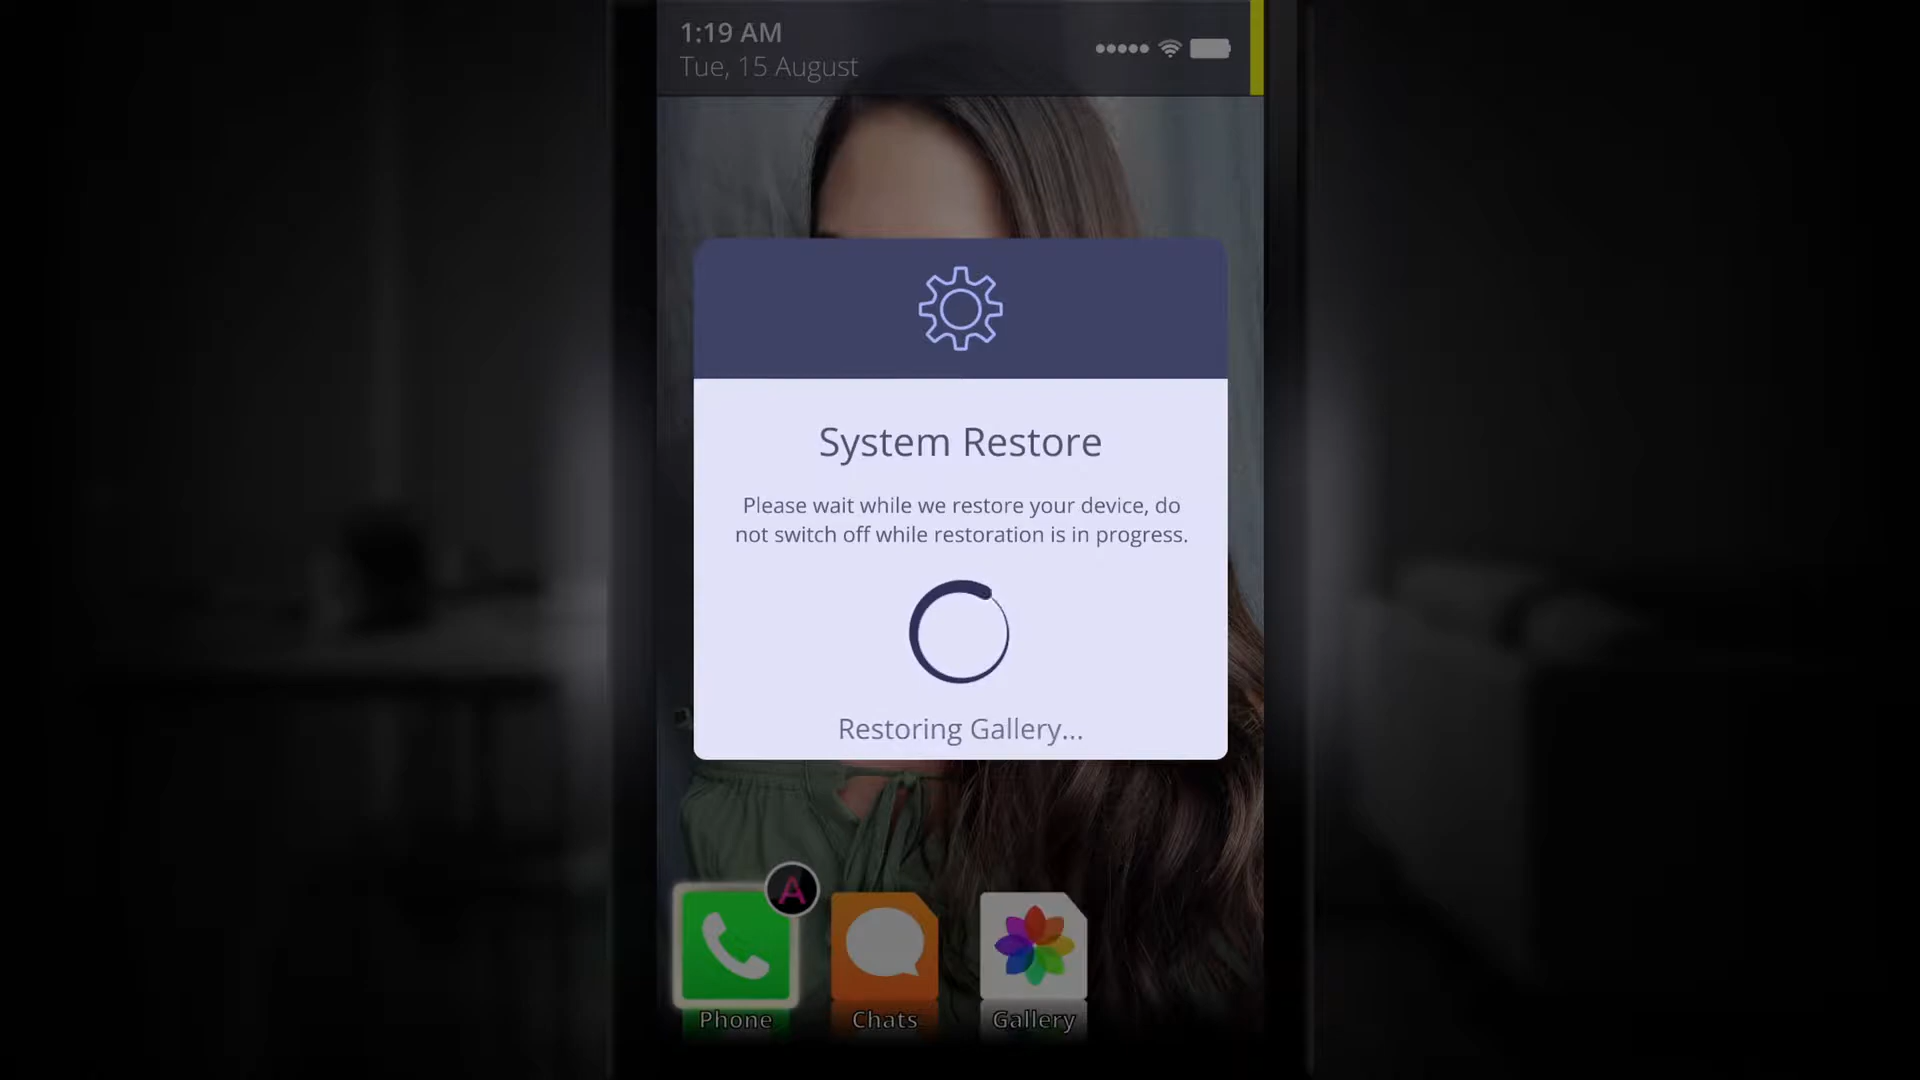 1:19 AM
Tue, 15 August
System Restore
Please wait while we restore your device, do
not switch off while restoration is in progress.
Restoring Gallery...
A
Phone
Chats
Gallery